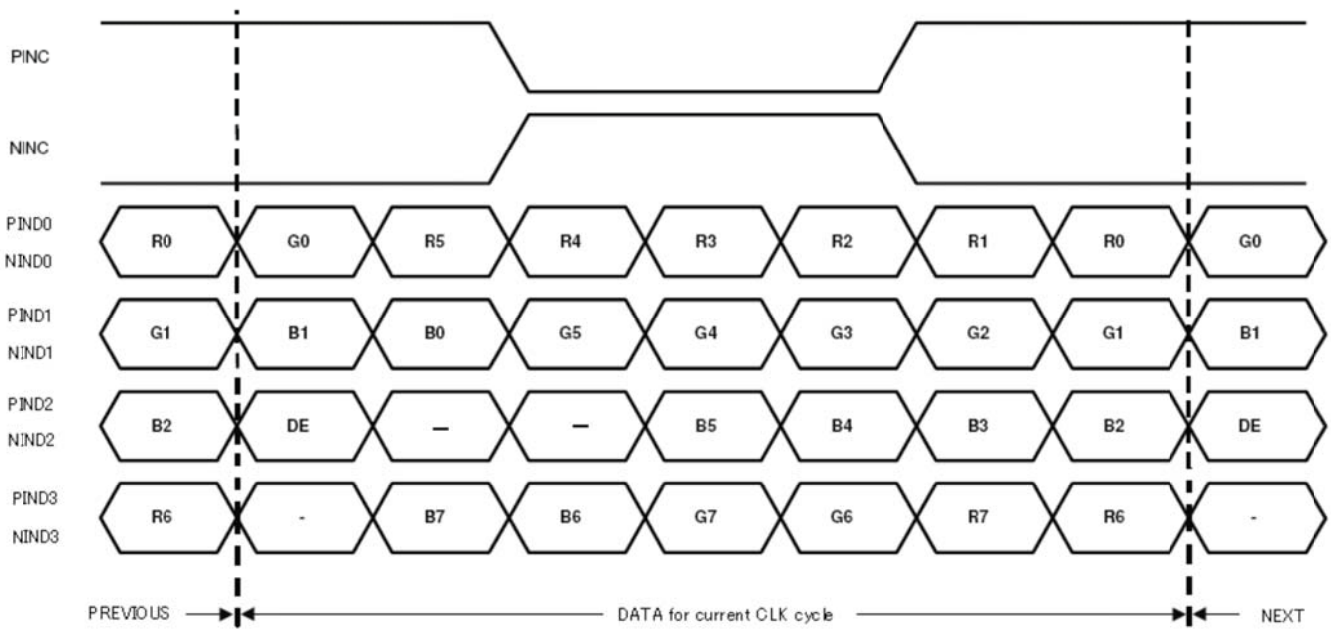 PINC
NINC
PIND0
NIND0
R0 G0 R5 R4 R3 R2 R1 R0 G0
PIND1
NIND1
G1 B1 B0 G5 G4 G3 G2 G1 B1
PIND2
NIND2
B2 DE — — B5 B4 B3 B2 DE
PIND3
NIND3
R6 - B7 B6 G7 G6 R7 R6 -
PREVIOUS DATA for current CLK cycle NEXT